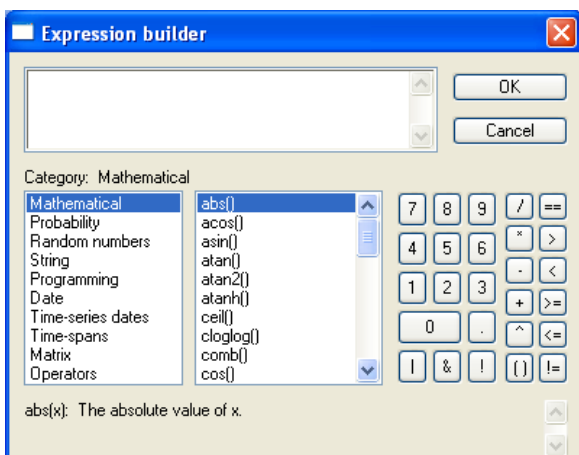 Expression builder
OK
Cancel
Category: Mathematical
Mathematical
Probability
Random numbers
String
Programming
Date
Time-series dates
Time-spans
Matrix
Operators
abs()
acos()
asin()
atan()
atan2()
atanh()
ceil()
cloglog()
comb()
cos()
7 8 9 / ==
4 5 6 * >
1 2 3 - <
+ >=
0 . ^ <=
| & ! () !=
abs(x): The absolute value of x.